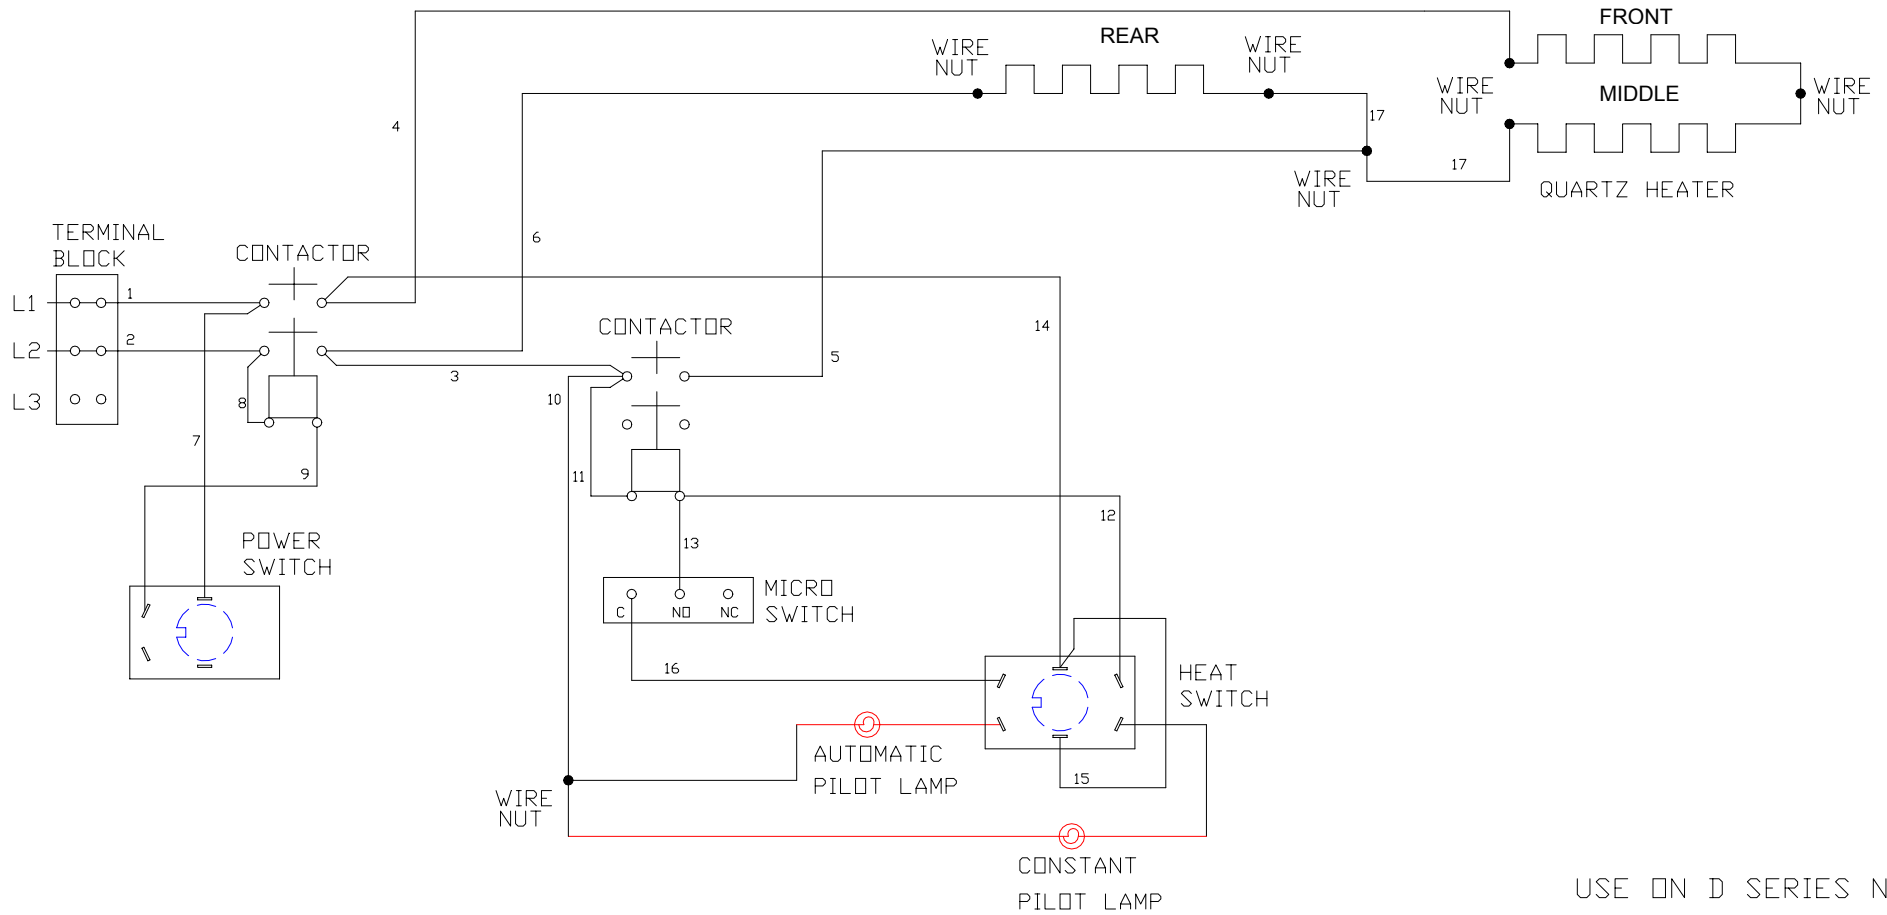 FRONT
REAR
WIRE
NUT
WIRE
NUT
WIRE
NUT
MIDDLE
WIRE
NUT
4
17
17
WIRE
NUT
QUARTZ HEATER
TERMINAL
BLOCK
CONTACTOR
6
L1
1
14
CONTACTOR
L2
2
5
3
L3
8
10
7
9
11
12
13
POWER
SWITCH
MICRO
SWITCH
C
NO
NC
16
HEAT
SWITCH
AUTOMATIC
PILOT LAMP
15
WIRE
NUT
CONSTANT
PILOT LAMP
USE ON D SERIES N